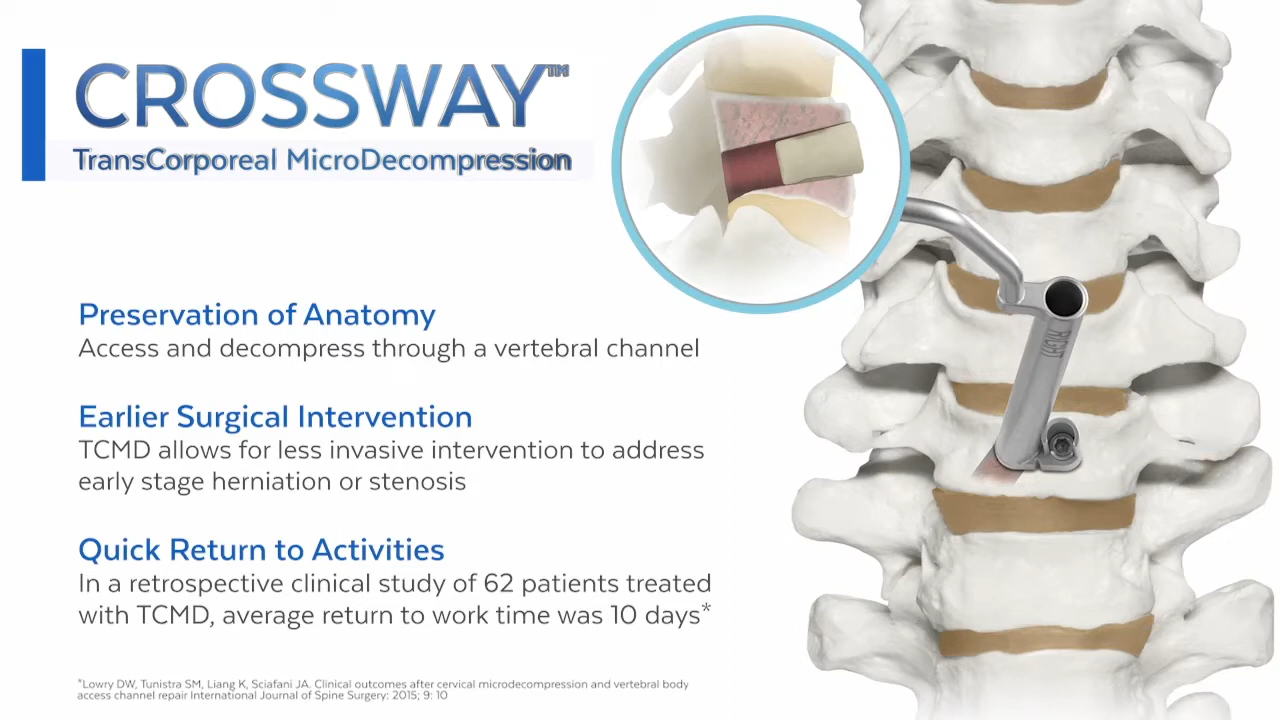 CROSSWAY™
TransCorporeal MicroDecompression
Preservation of Anatomy
Access and decompress through a vertebral channel
Earlier Surgical Intervention
TCMD allows for less invasive intervention to address
early stage herniation or stenosis
Quick Return to Activities
In a retrospective clinical study of 62 patients treated
with TCMD, average return to work time was 10 days*
*Lowry DW, Tunistra SM, Liang K, Sciafani JA. Clinical outcomes after cervical microdecompression and vertebral body
access channel repair International Journal of Spine Surgery: 2015; 9: 10
RIGHT